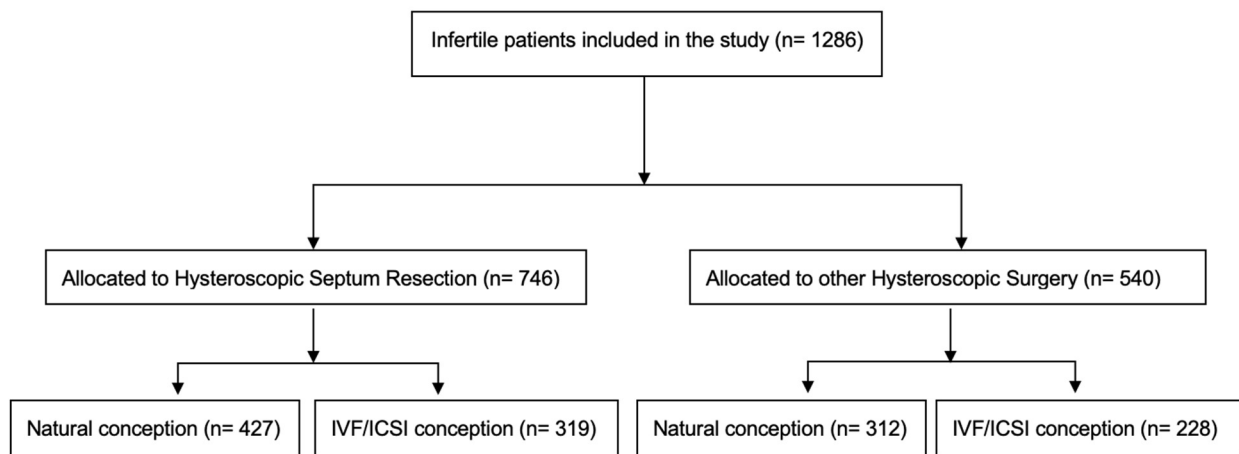 Infertile patients included in the study (n= 1286)
Allocated to Hysteroscopic Septum Resection (n= 746)
Allocated to other Hysteroscopic Surgery (n= 540)
Natural conception (n= 427)
IVF/ICSI conception (n= 319)
Natural conception (n= 312)
IVF/ICSI conception (n= 228)